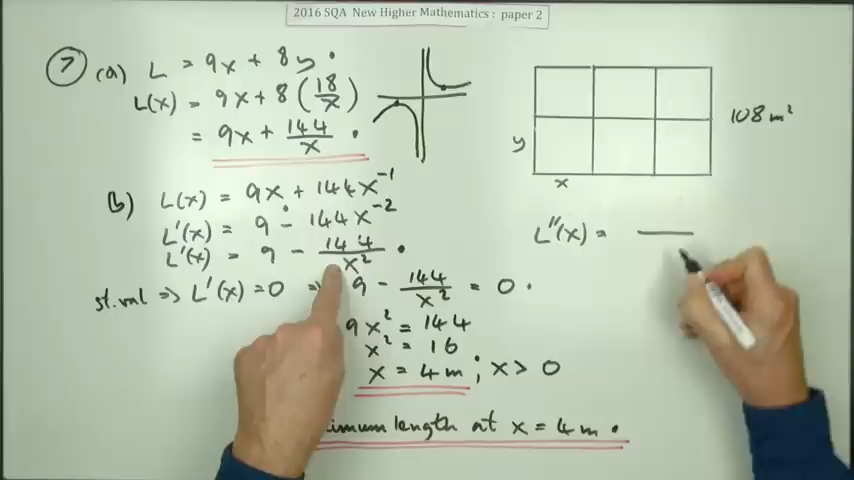 2016 SQA New Higher Mathematics : paper 2
7 (a) L = 9x + 8y .
L(x) = 9x + 8 (18/x)
= 9x + 144/x .
108 m²
y
x
b) L(x) = 9x + 144x⁻¹
L'(x) = 9 - 144x⁻²
L'(x) = 9 - 144/x² .
L''(x) =
st. val => L'(x) = 0 => 9 - 144/x² = 0 .
9x² = 144
x² = 16
x = 4 m ; x > 0
length at x = 4 m .